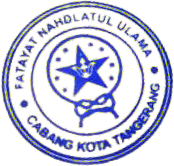 FATAYAT NAHDLATUL ULAMA
CABANG KOTA TANGERANG